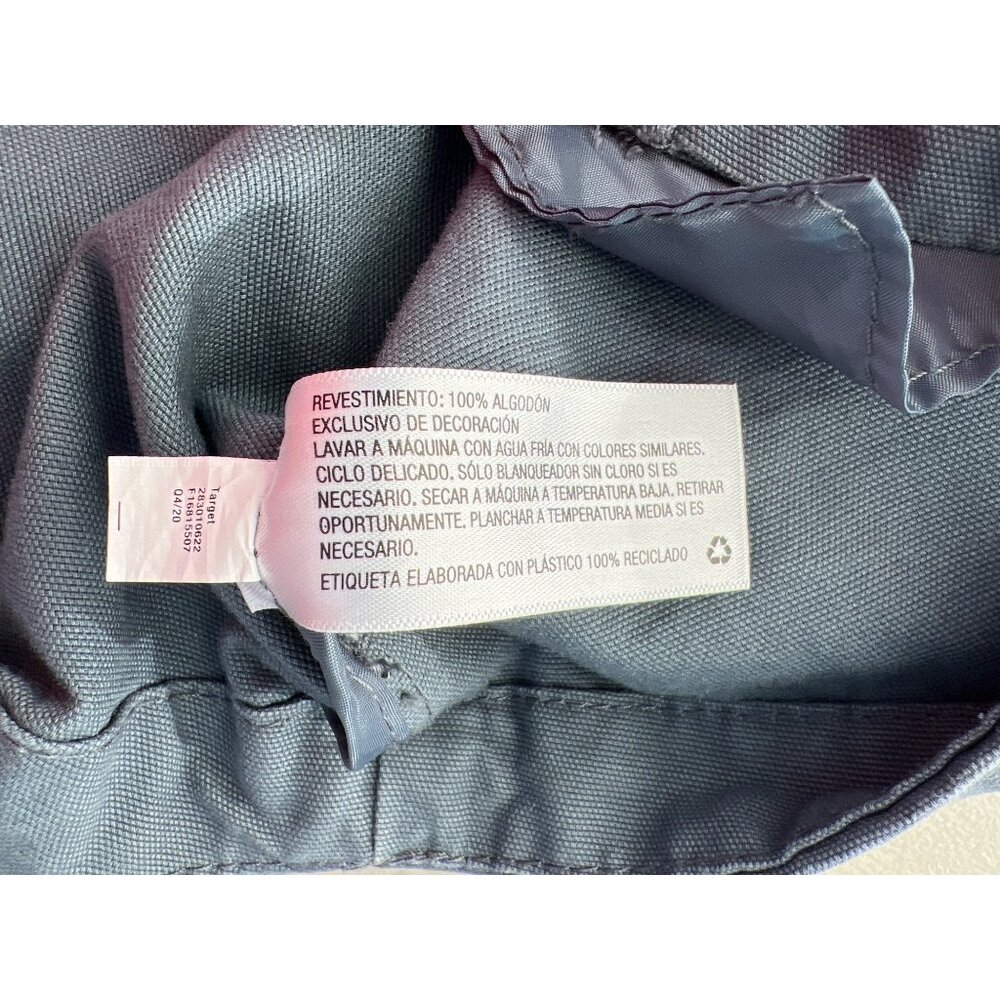 REVESTIMIENTO: 100% ALGODÓN
EXCLUSIVO DE DECORACIÓN
LAVAR A MÁQUINA CON AGUA FRÍA CON COLORES SIMILARES.
CICLO DELICADO. SÓLO BLANQUEADOR SIN CLORO SI ES
NECESARIO. SECAR A MÁQUINA A TEMPERATURA BAJA. RETIRAR
OPORTUNAMENTE. PLANCHAR A TEMPERATURA MEDIA SI ES
NECESARIO.
ETIQUETA ELABORADA CON PLÁSTICO 100% RECICLADO
Target
283010622
F16815507
04/20